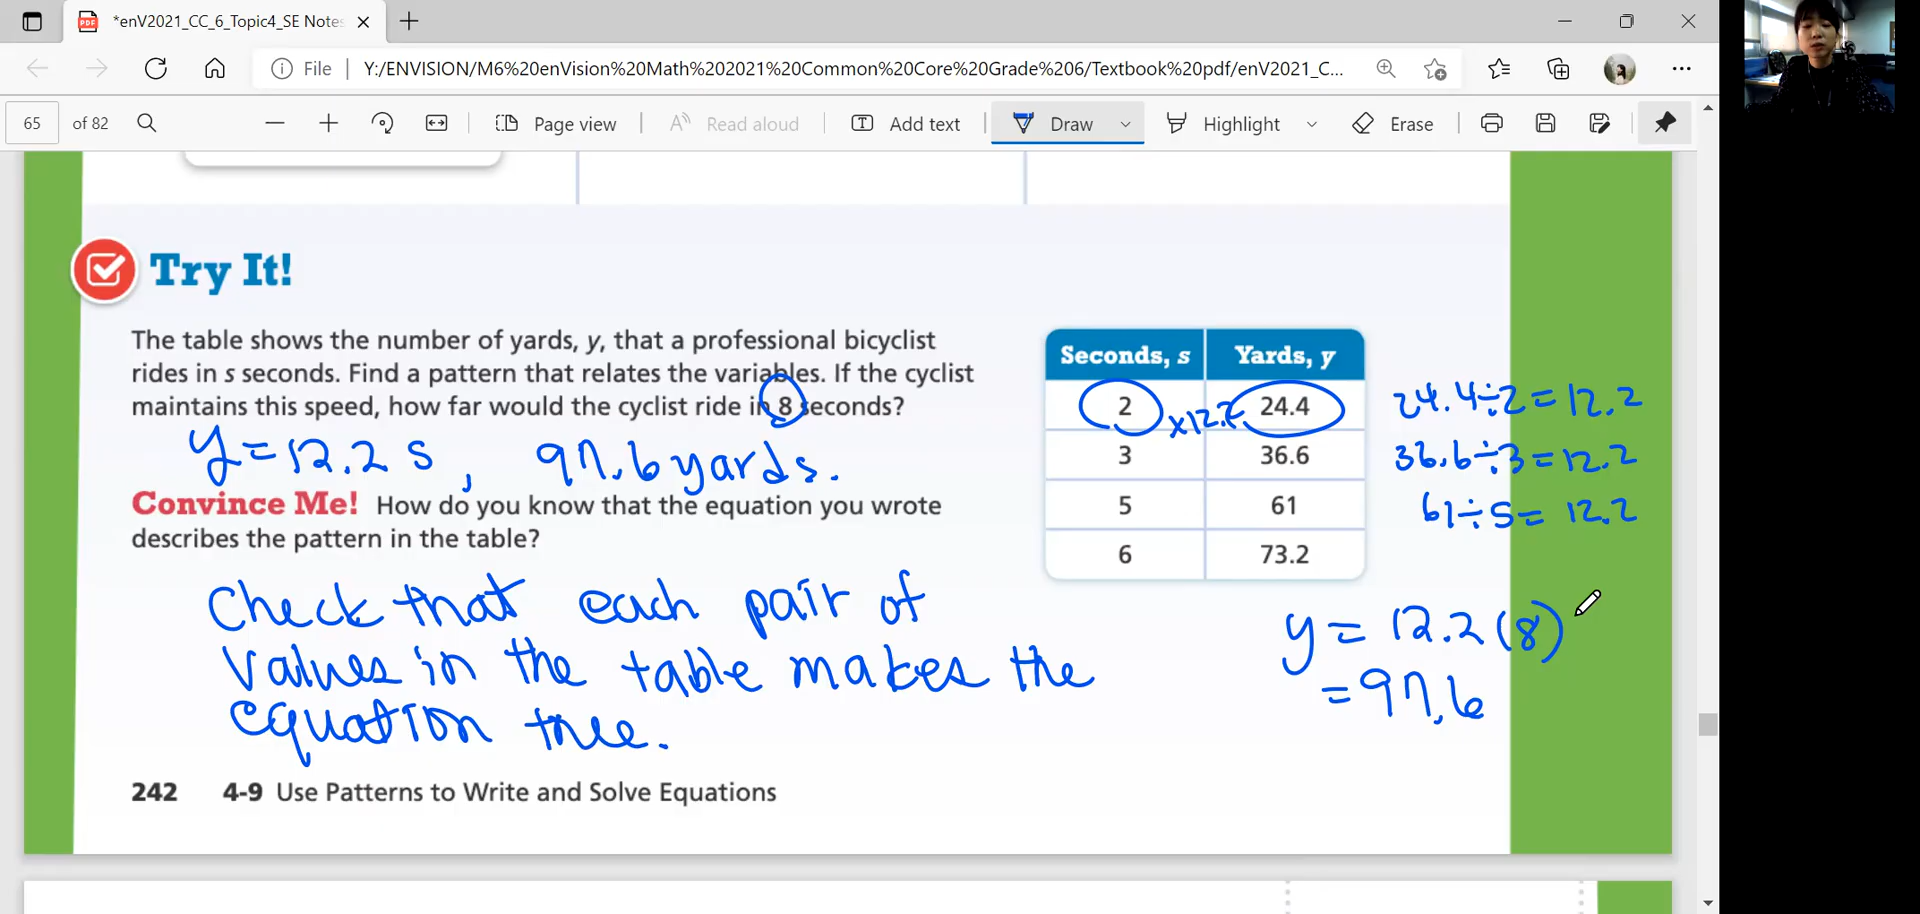 *enV2021_CC_6_Topic4_SE Notes
File
Y:/ENVISION/M6%20enVision%20Math%202021%20Common%20Core%20Grade%206/Textbook%20pdf/enV2021_C...
65 of 82
Page view
Read aloud
Add text
Draw
Highlight
Erase
Try It!
The table shows the number of yards, y, that a professional bicyclist
rides in s seconds. Find a pattern that relates the variables. If the cyclist
maintains this speed, how far would the cyclist ride in 8 seconds?
y = 12.2 s, 97.6 yards.
Convince Me! How do you know that the equation you wrote
describes the pattern in the table?
Check that each pair of
values in the table makes the
equation true.
Seconds, s Yards, y
2 ×12.2 24.4
3 36.6
5 61
6 73.2
24.4÷2=12.2
36.6÷3=12.2
61÷5=12.2
y = 12.2(8)
=97.6
242 4-9 Use Patterns to Write and Solve Equations